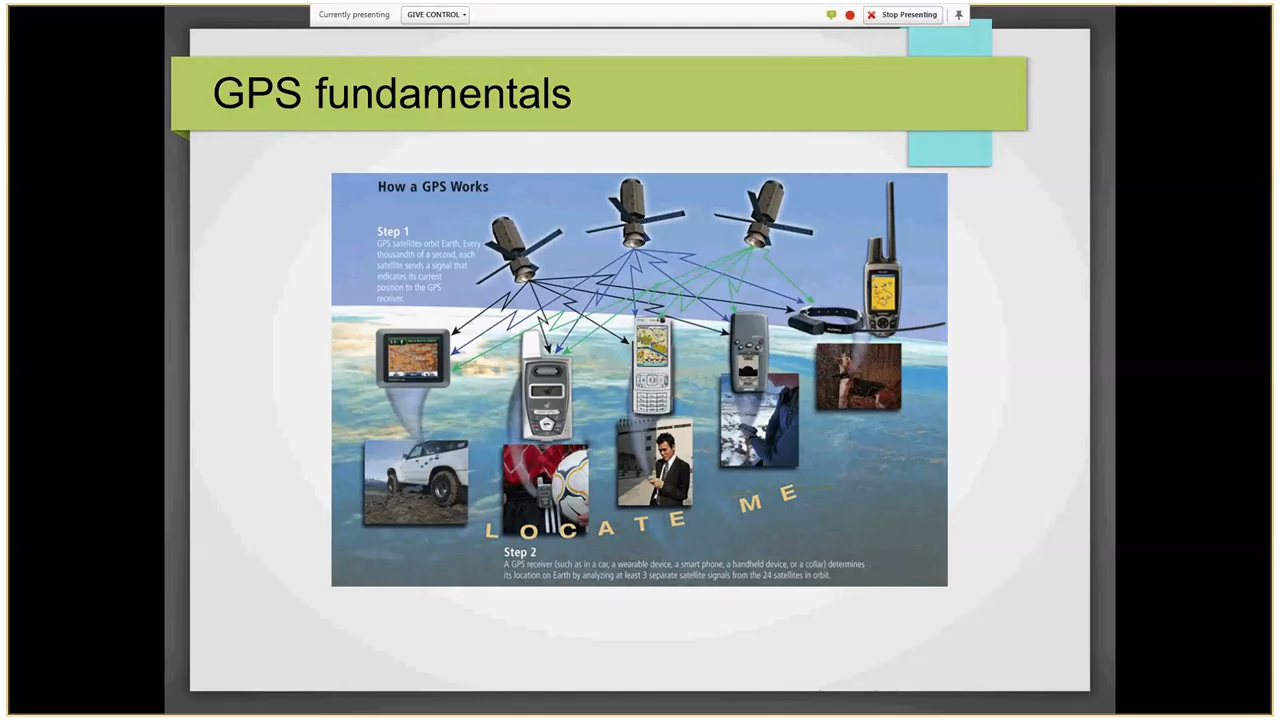 Currently presenting GIVE CONTROL Stop Presenting
GPS fundamentals
How a GPS Works
Step 1
GPS satellites orbit Earth. Every
thousandth of a second, each
satellite sends a signal that
indicates its current
position to the GPS
receiver.
LOCATE ME
Step 2
A GPS receiver (such as in a car, a wearable device, a smart phone, a handheld device, or a collar) determines
its location on Earth by analyzing at least 3 separate satellite signals from the 24 satellites in orbit.